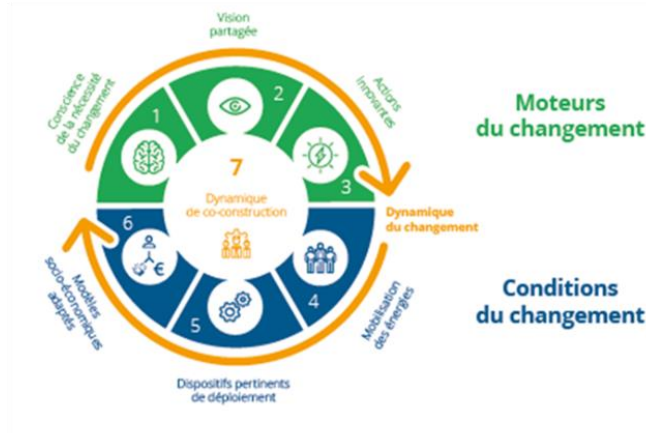 Vision
partagée
Conscience
de la nécessité
du changement
1
2
Actions
Innovantes
3
Moteurs
du changement
7
Dynamique
de co-construction
Dynamique
du changement
6
€
Modèles
socio-économiques
adaptés
5
4
Mobilisation
des énergies
Conditions
du changement
Dispositifs pertinents
de déploiement